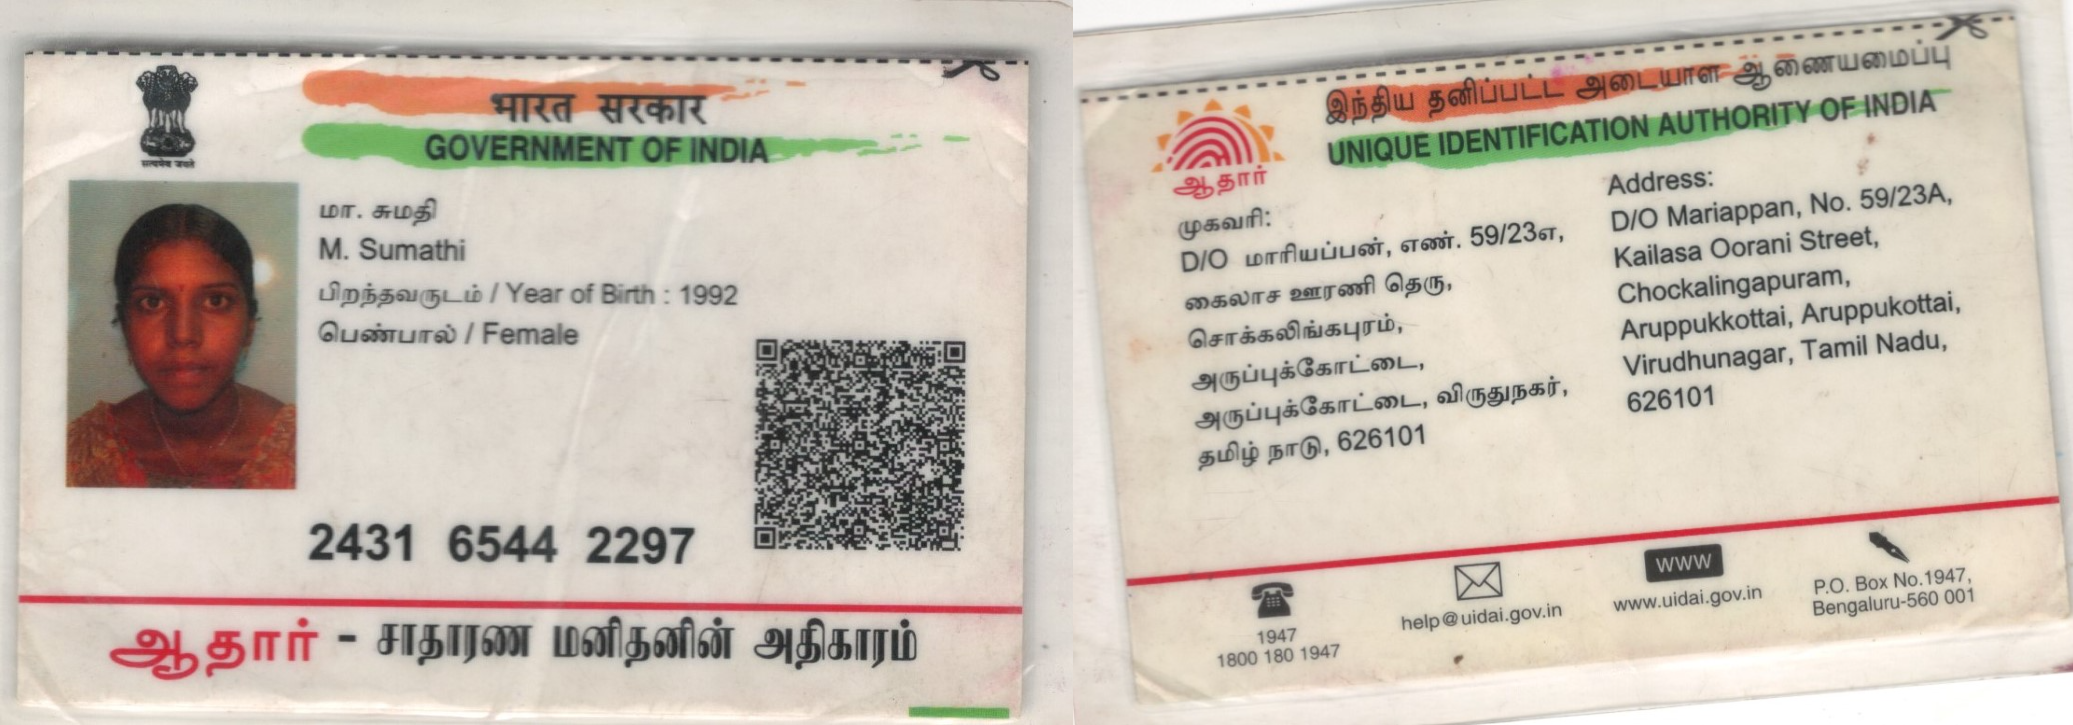 सत्यमेव जयते
भारत सरकार
GOVERNMENT OF INDIA
மா. சுமதி
M. Sumathi
பிறந்தவருடம் / Year of Birth : 1992
பெண்பால் / Female
2431 6544 2297
ஆதார் - சாதாரண மனிதனின் அதிகாரம்
இந்திய தனிப்பட்ட அடையாள ஆணையமைப்பு
UNIQUE IDENTIFICATION AUTHORITY OF INDIA
ஆதார்
முகவரி:
D/O மாரியப்பன், எண். 59/23எ,
கைலாச ஊரணி தெரு,
சொக்கலிங்கபுரம்,
அருப்புக்கோட்டை,
அருப்புக்கோட்டை, விருதுநகர்,
தமிழ் நாடு, 626101
Address:
D/O Mariappan, No. 59/23A,
Kailasa Oorani Street,
Chockalingapuram,
Aruppukkottai, Aruppukottai,
Virudhunagar, Tamil Nadu,
626101
1947
1800 180 1947
help@uidai.gov.in
WWW
www.uidai.gov.in
P.O. Box No.1947,
Bengaluru-560 001